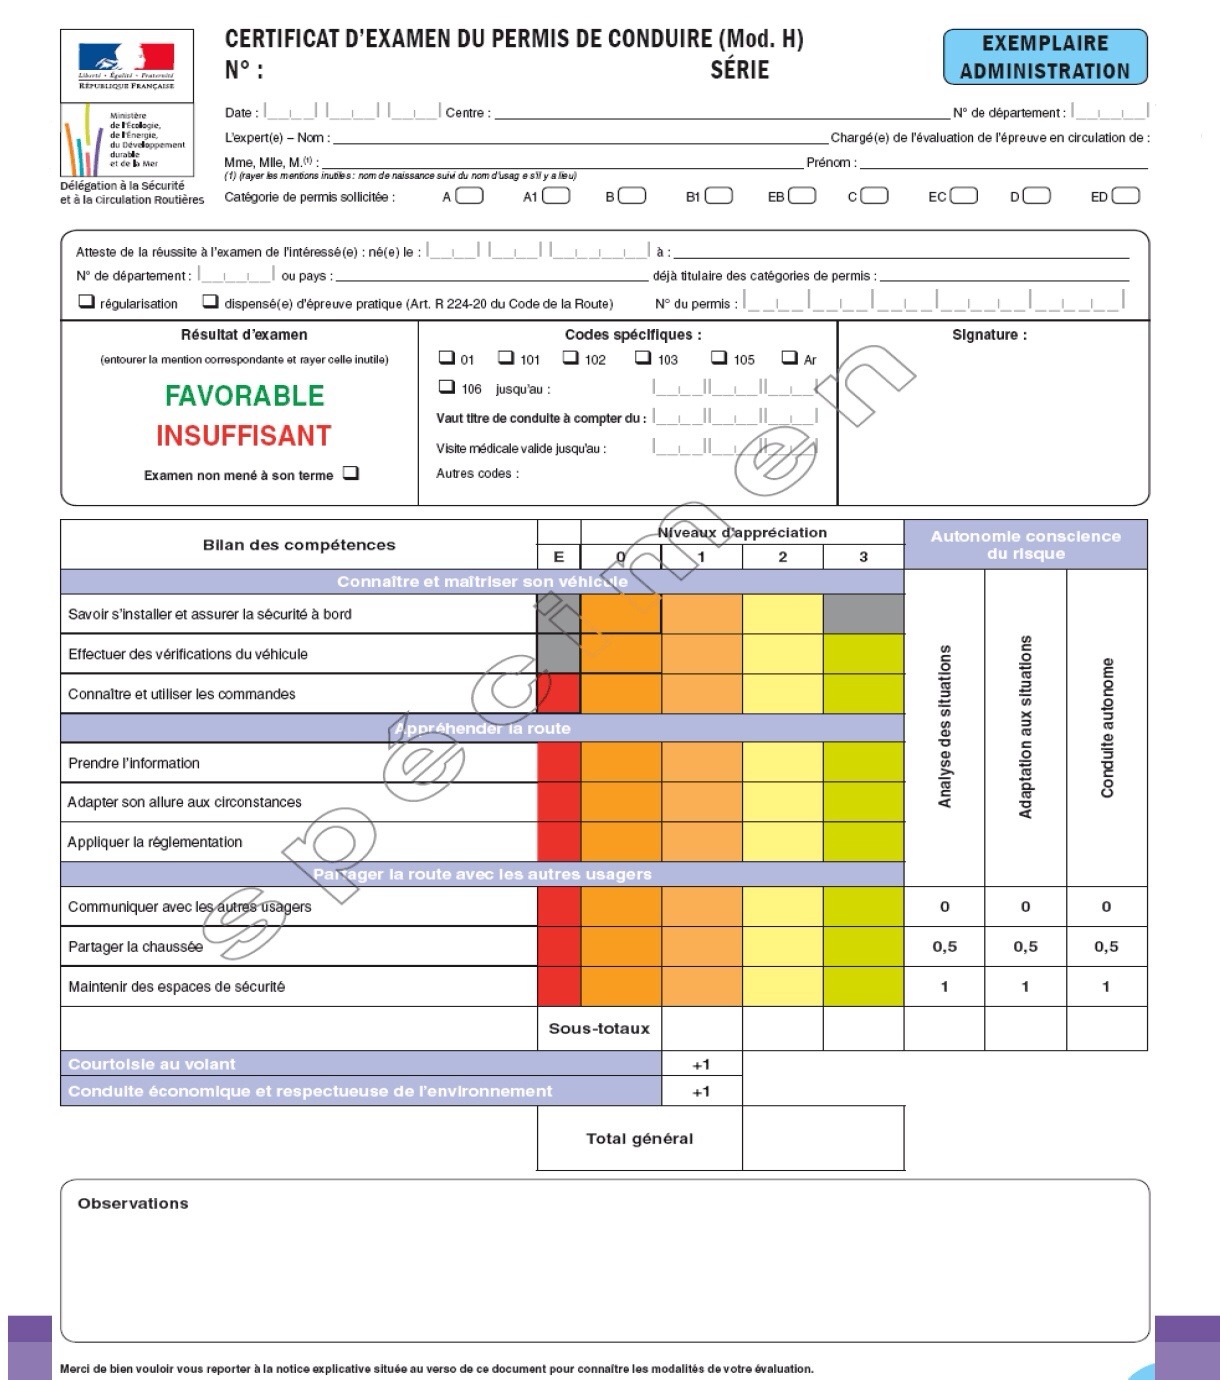 CERTIFICAT D'EXAMEN DU PERMIS DE CONDUIRE (Mod. H)
EXEMPLAIRE
ADMINISTRATION
N° : SÉRIE
Liberté • Égalité • Fraternité
RÉPUBLIQUE FRANÇAISE
Ministère
de l'Écologie,
de l'Énergie,
du Développement
durable
et de la Mer
Délégation à la Sécurité
et à la Circulation Routières
Date : Centre : N° de département :
L'expert(e) – Nom : Chargé(e) de l'évaluation de l'épreuve en circulation de :
Mme, Mlle, M.(1) : Prénom :
(1) (rayer les mentions inutiles : nom de naissance suivi du nom d'usag e s'il y a lieu)
Catégorie de permis sollicitée : A A1 B B1 EB C EC D ED
Atteste de la réussite à l'examen de l'intéressé(e) : né(e) le : à :
N° de département : ou pays : déjà titulaire des catégories de permis :
régularisation dispensé(e) d'épreuve pratique (Art. R 224-20 du Code de la Route) N° du permis :
Résultat d'examen
(entourer la mention correspondante et rayer celle inutile)
FAVORABLE
INSUFFISANT
Examen non mené à son terme
Codes spécifiques :
01 101 102 103 105 Ar
106 jusqu'au :
Vaut titre de conduite à compter du :
Visite médicale valide jusqu'au :
Autres codes :
Signature :
spécimen
Bilan des compétences
Niveaux d'appréciation
E 0 1 2 3
Autonomie conscience
du risque
Connaître et maîtriser son véhicule
Savoir s'installer et assurer la sécurité à bord
Effectuer des vérifications du véhicule
Connaître et utiliser les commandes
Appréhender la route
Prendre l'information
Adapter son allure aux circonstances
Appliquer la réglementation
Analyse des situations
Adaptation aux situations
Conduite autonome
Partager la route avec les autres usagers
Communiquer avec les autres usagers 0 0 0
Partager la chaussée 0,5 0,5 0,5
Maintenir des espaces de sécurité 1 1 1
Sous-totaux
Courtoisie au volant +1
Conduite économique et respectueuse de l'environnement +1
Total général
Observations
Merci de bien vouloir vous reporter à la notice explicative située au verso de ce document pour connaître les modalités de votre évaluation.